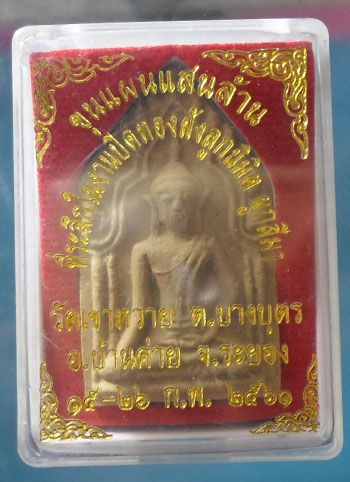 ขุนแผนแสนล้าน
ที่ระลึกในงานปิดทองฝังลูกนิมิต ผูกสีมา
วัดเขาหวาย ต.บางบุตร
อ.บ้านค่าย จ.ระยอง
๑๕-๒๖ ก.พ. ๒๕๖๑